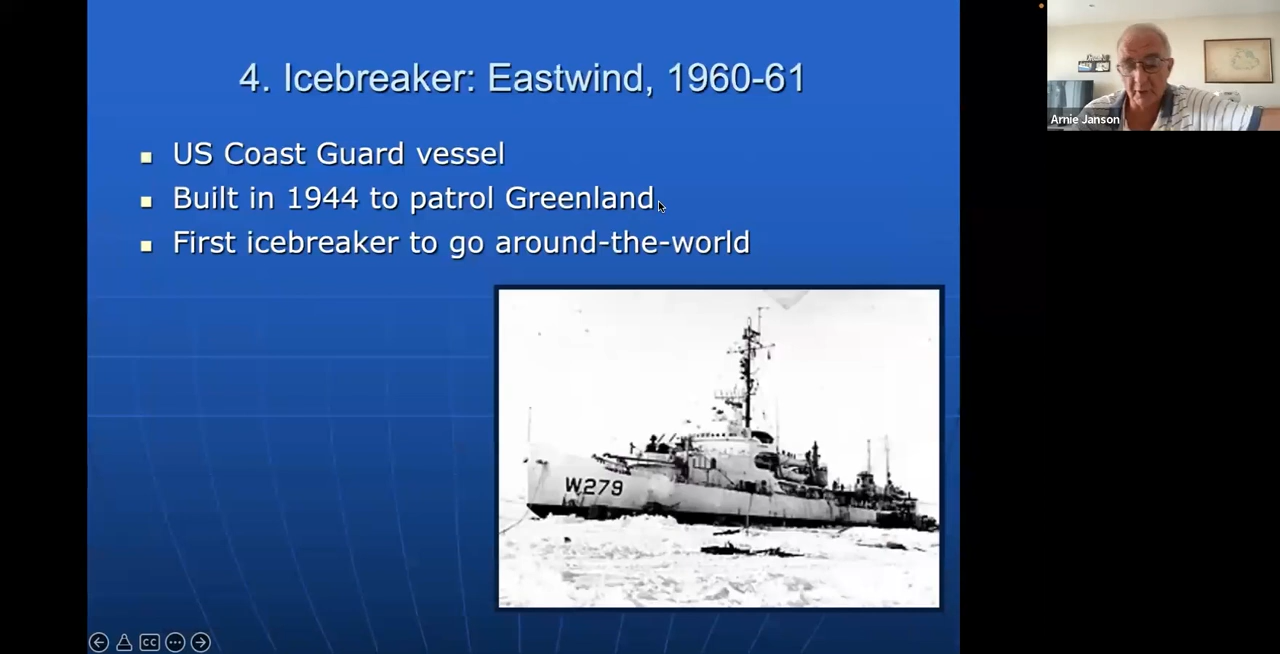 4. Icebreaker: Eastwind, 1960-61
US Coast Guard vessel
Built in 1944 to patrol Greenland
First icebreaker to go around-the-world
W279
Arnie Janson
CC